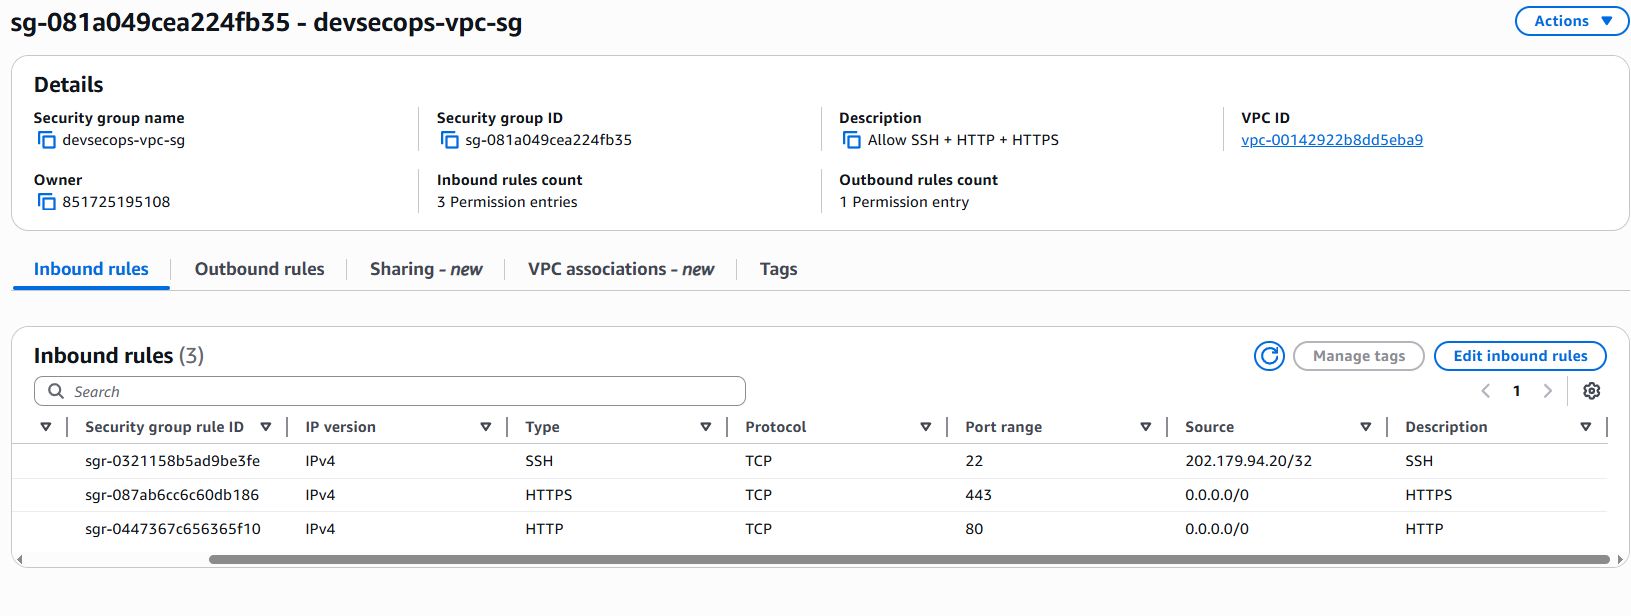 sg-081a049cea224fb35 - devsecops-vpc-sg
Actions
Details
Security group name
devsecops-vpc-sg
Security group ID
sg-081a049cea224fb35
Description
Allow SSH + HTTP + HTTPS
VPC ID
vpc-00142922b8dd5eba9
Owner
851725195108
Inbound rules count
3 Permission entries
Outbound rules count
1 Permission entry
Inbound rules Outbound rules Sharing - new VPC associations - new Tags
Inbound rules (3)
Manage tags
Edit inbound rules
Search
1
Security group rule ID IP version Type Protocol Port range Source Description
sgr-0321158b5ad9be3fe IPv4 SSH TCP 22 202.179.94.20/32 SSH
sgr-087ab6cc6c60db186 IPv4 HTTPS TCP 443 0.0.0.0/0 HTTPS
sgr-0447367c656365f10 IPv4 HTTP TCP 80 0.0.0.0/0 HTTP